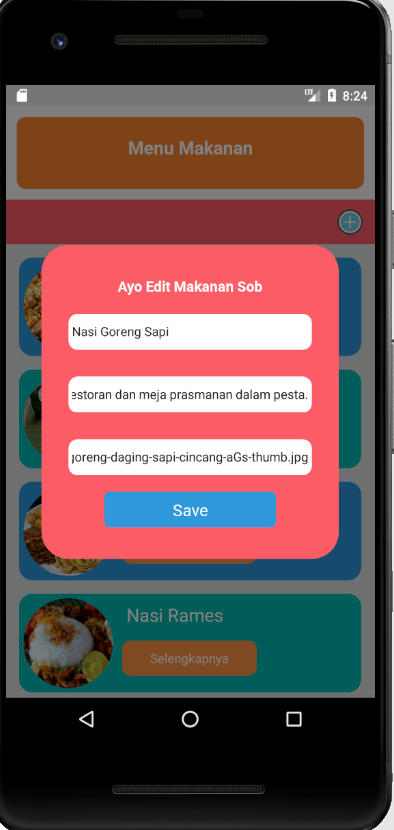 LTE 8:24
Menu Makanan
Ayo Edit Makanan Sob
Nasi Goreng Sapi
estoran dan meja prasmanan dalam pesta.
goreng-daging-sapi-cincang-aGs-thumb.jpg
Save
Nasi Rames
Selengkapnya